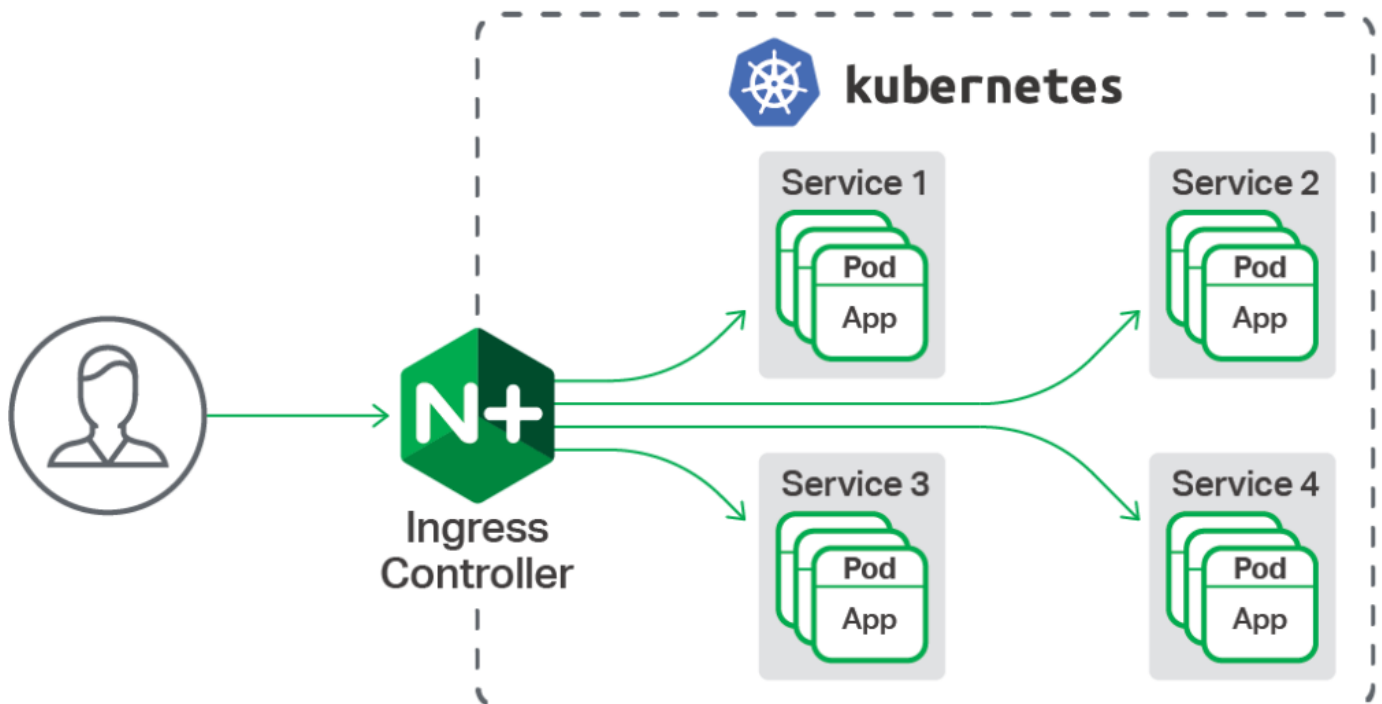 kubernetes
Service 1
Pod
App
Service 2
Pod
App
N+
Ingress
Controller
Service 3
Pod
App
Service 4
Pod
App